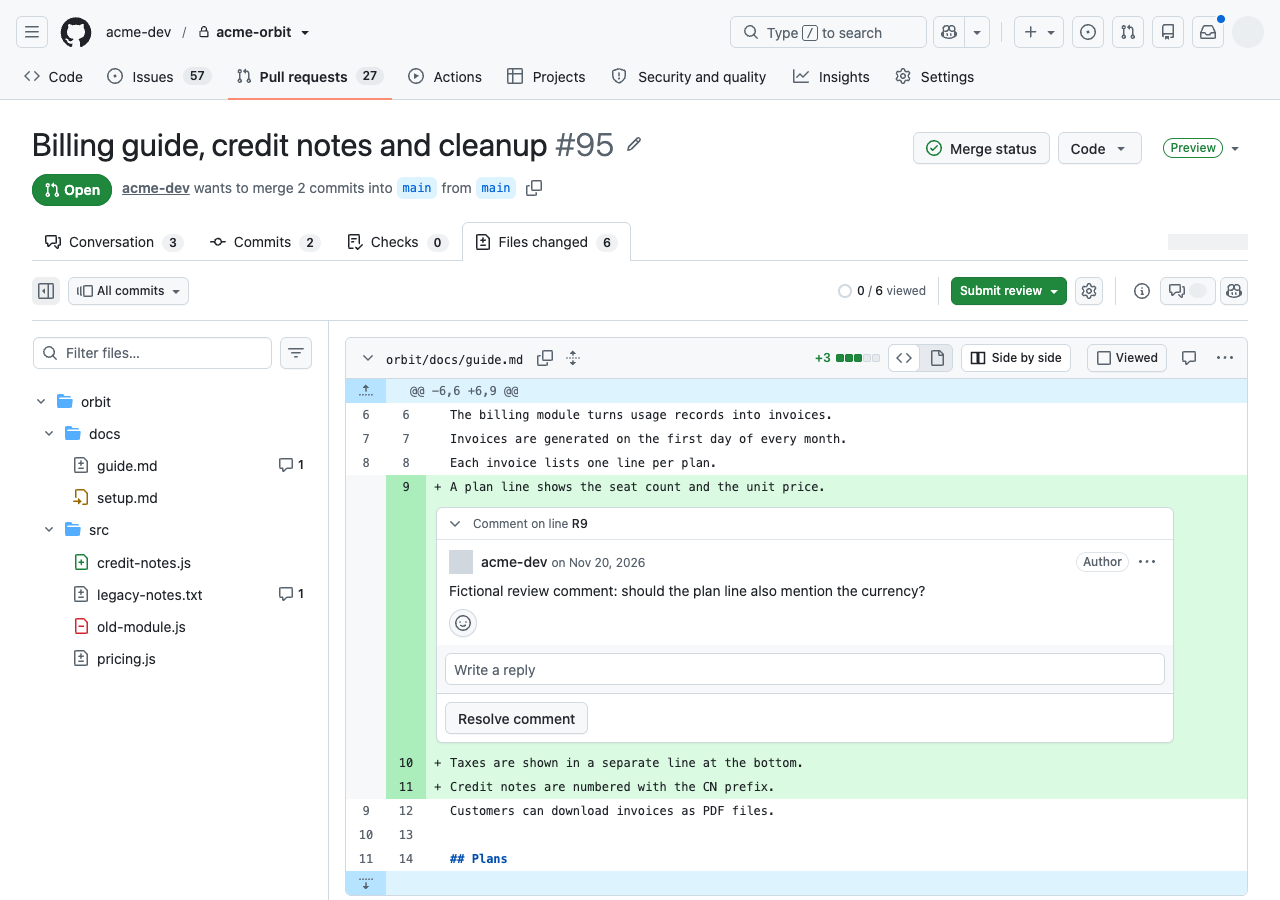 acme-dev / acme-orbit
Type / to search
Code
Issues 57
Pull requests 27
Actions
Projects
Security and quality
Insights
Settings
Billing guide, credit notes and cleanup #95
Merge status
Code
Preview
Open
acme-dev wants to merge 2 commits into main from main
Conversation 3
Commits 2
Checks 0
Files changed 6
All commits
0 / 6 viewed
Submit review
Filter files...
orbit
docs
guide.md 1
setup.md
src
credit-notes.js
legacy-notes.txt 1
old-module.js
pricing.js
orbit/docs/guide.md
+3
Side by side
Viewed
@@ -6,6 +6,9 @@
6 6 The billing module turns usage records into invoices.
7 7 Invoices are generated on the first day of every month.
8 8 Each invoice lists one line per plan.
9 + A plan line shows the seat count and the unit price.
Comment on line R9
acme-dev on Nov 20, 2026
Author
Fictional review comment: should the plan line also mention the currency?
Write a reply
Resolve comment
10 + Taxes are shown in a separate line at the bottom.
11 + Credit notes are numbered with the CN prefix.
9 12 Customers can download invoices as PDF files.
10 13
11 14 ## Plans